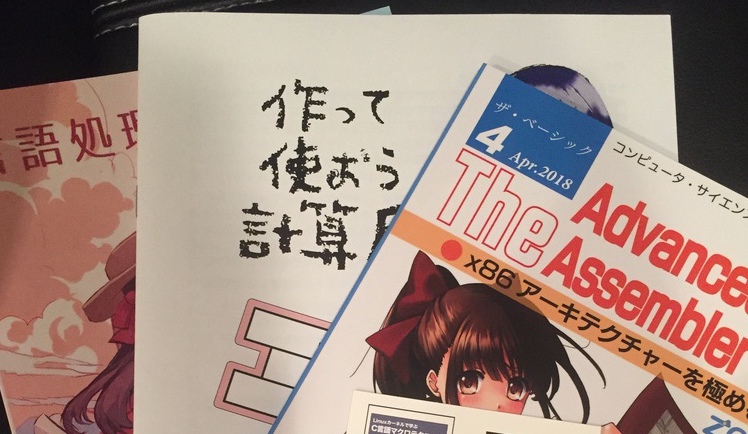 語処理
作って
使おう
計算
ザ・ベーシック
4 Apr.2018
コンピュータ・サイエン
The
Advance
Assembler
x86 アーキテクチャーを極め
Linuxカーネルで学ぶ
C言語マクロテ